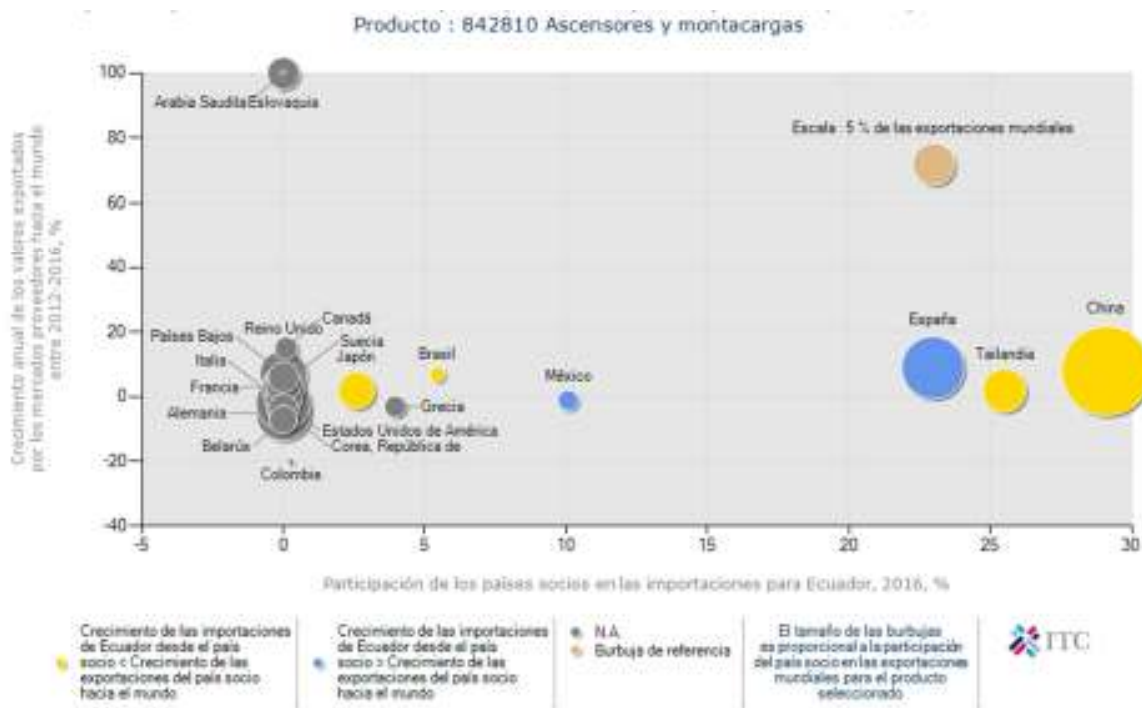 Producto : 842810 Ascensores y montacargas
Crecimiento anual de los valores exportados
por los mercados proveedores hacia el mundo
entre 2012-2016, %
100
80
60
40
20
0
-20
-40
Arabia Saudita Eslovaquia
Escala : 5 % de las exportaciones mundiales
Canadá
Reino Unido
Países Bajos
Suecia
Japón
Italia
Francia
Alemania
Belarús
Estados Unidos de América
Corea, República de
Colombia
Brasil
Grecia
México
España
Tailandia
China
-5 0 5 10 15 20 25 30
Participación de los países socios en las importaciones para Ecuador, 2016, %
Crecimiento de las importaciones
de Ecuador desde el país
socio < Crecimiento de las
exportaciones del país socio
hacia el mundo
Crecimiento de las importaciones
de Ecuador desde el país
socio > Crecimiento de las
exportaciones del país socio
hacia el mundo
N.A.
Burbuja de referencia
El tamaño de las burbujas
es proporcional a la participación
del país socio en las exportaciones
mundiales para el producto
seleccionado
ITC